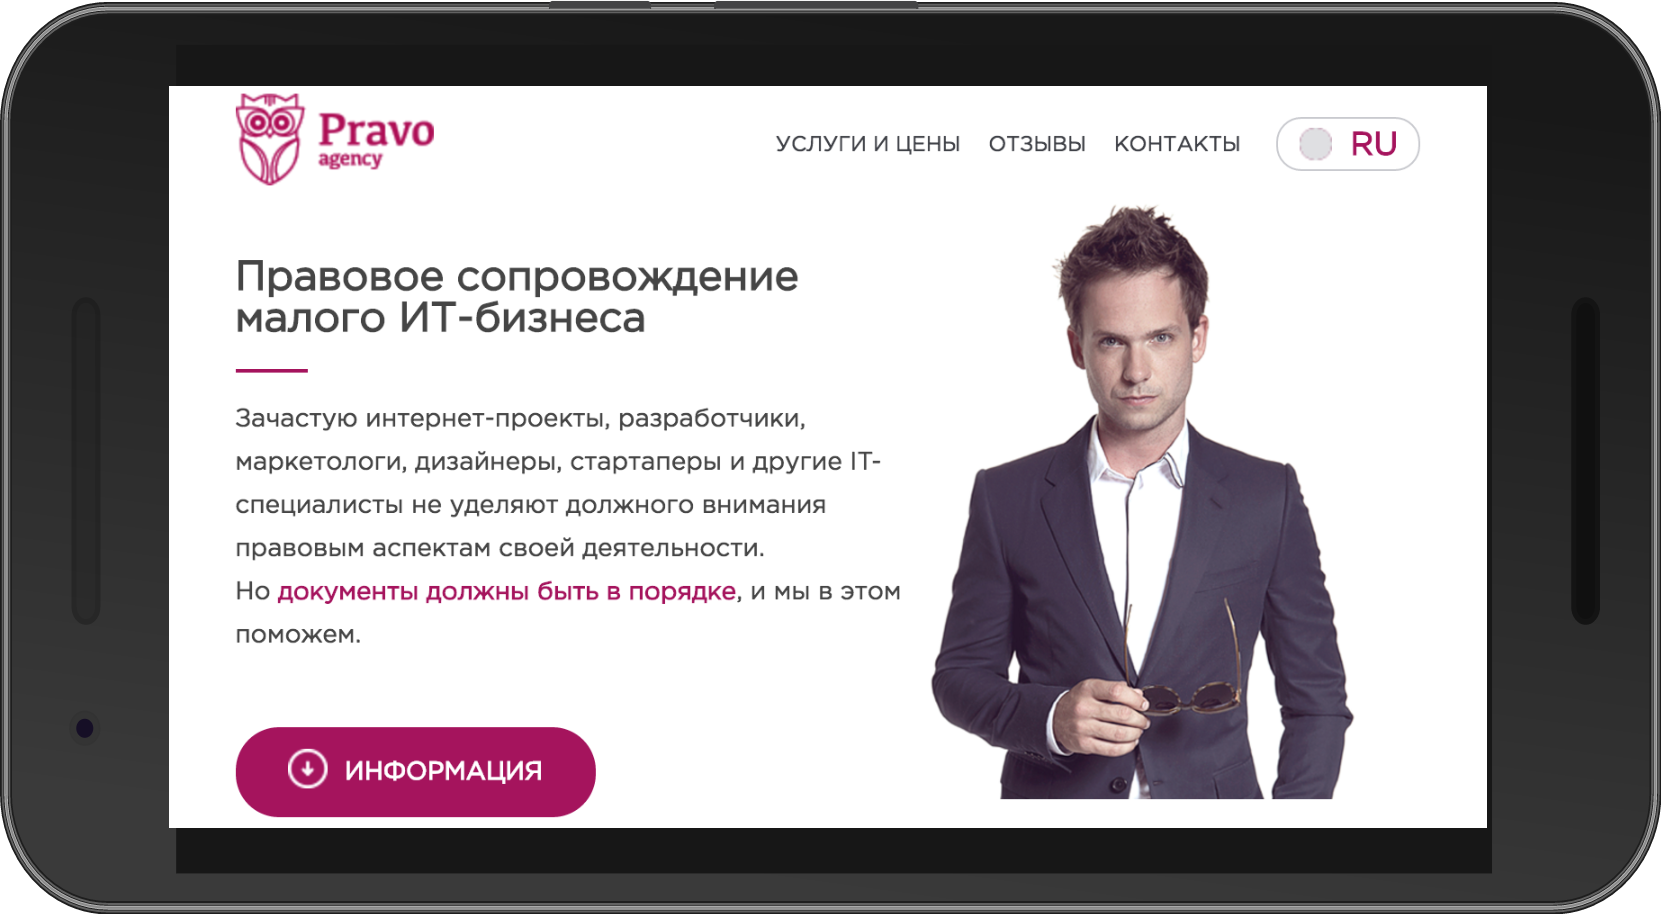 Pravo
agency
УСЛУГИ И ЦЕНЫ ОТЗЫВЫ КОНТАКТЫ RU
Правовое сопровождение
малого ИТ-бизнеса
Зачастую интернет-проекты, разработчики,
маркетологи, дизайнеры, стартаперы и другие IT-
специалисты не уделяют должного внимания
правовым аспектам своей деятельности.
Но документы должны быть в порядке, и мы в этом
поможем.
ИНФОРМАЦИЯ